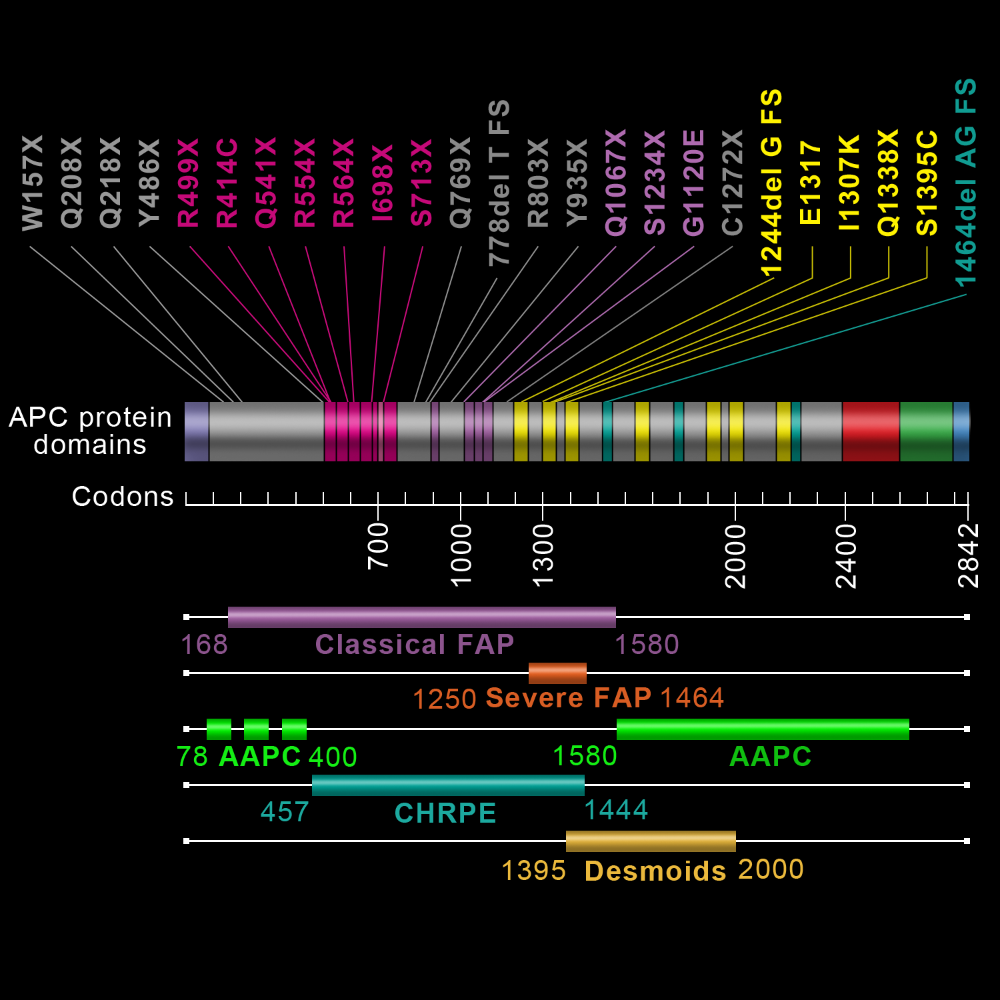 W157X
Q208X
Q218X
Y486X
R499X
R414C
Q541X
R554X
R564X
I698X
S713X
Q769X
778del T FS
R803X
Y935X
Q1067X
S1234X
G1120E
C1272X
1244del G FS
E1317
I1307K
Q1338X
S1395C
1464del AG FS
APC protein
domains
Codons
700
1000
1300
2000
2400
2842
168 Classical FAP 1580
1250 Severe FAP 1464
78 AAPC 400 1580 AAPC
457 CHRPE 1444
1395 Desmoids 2000